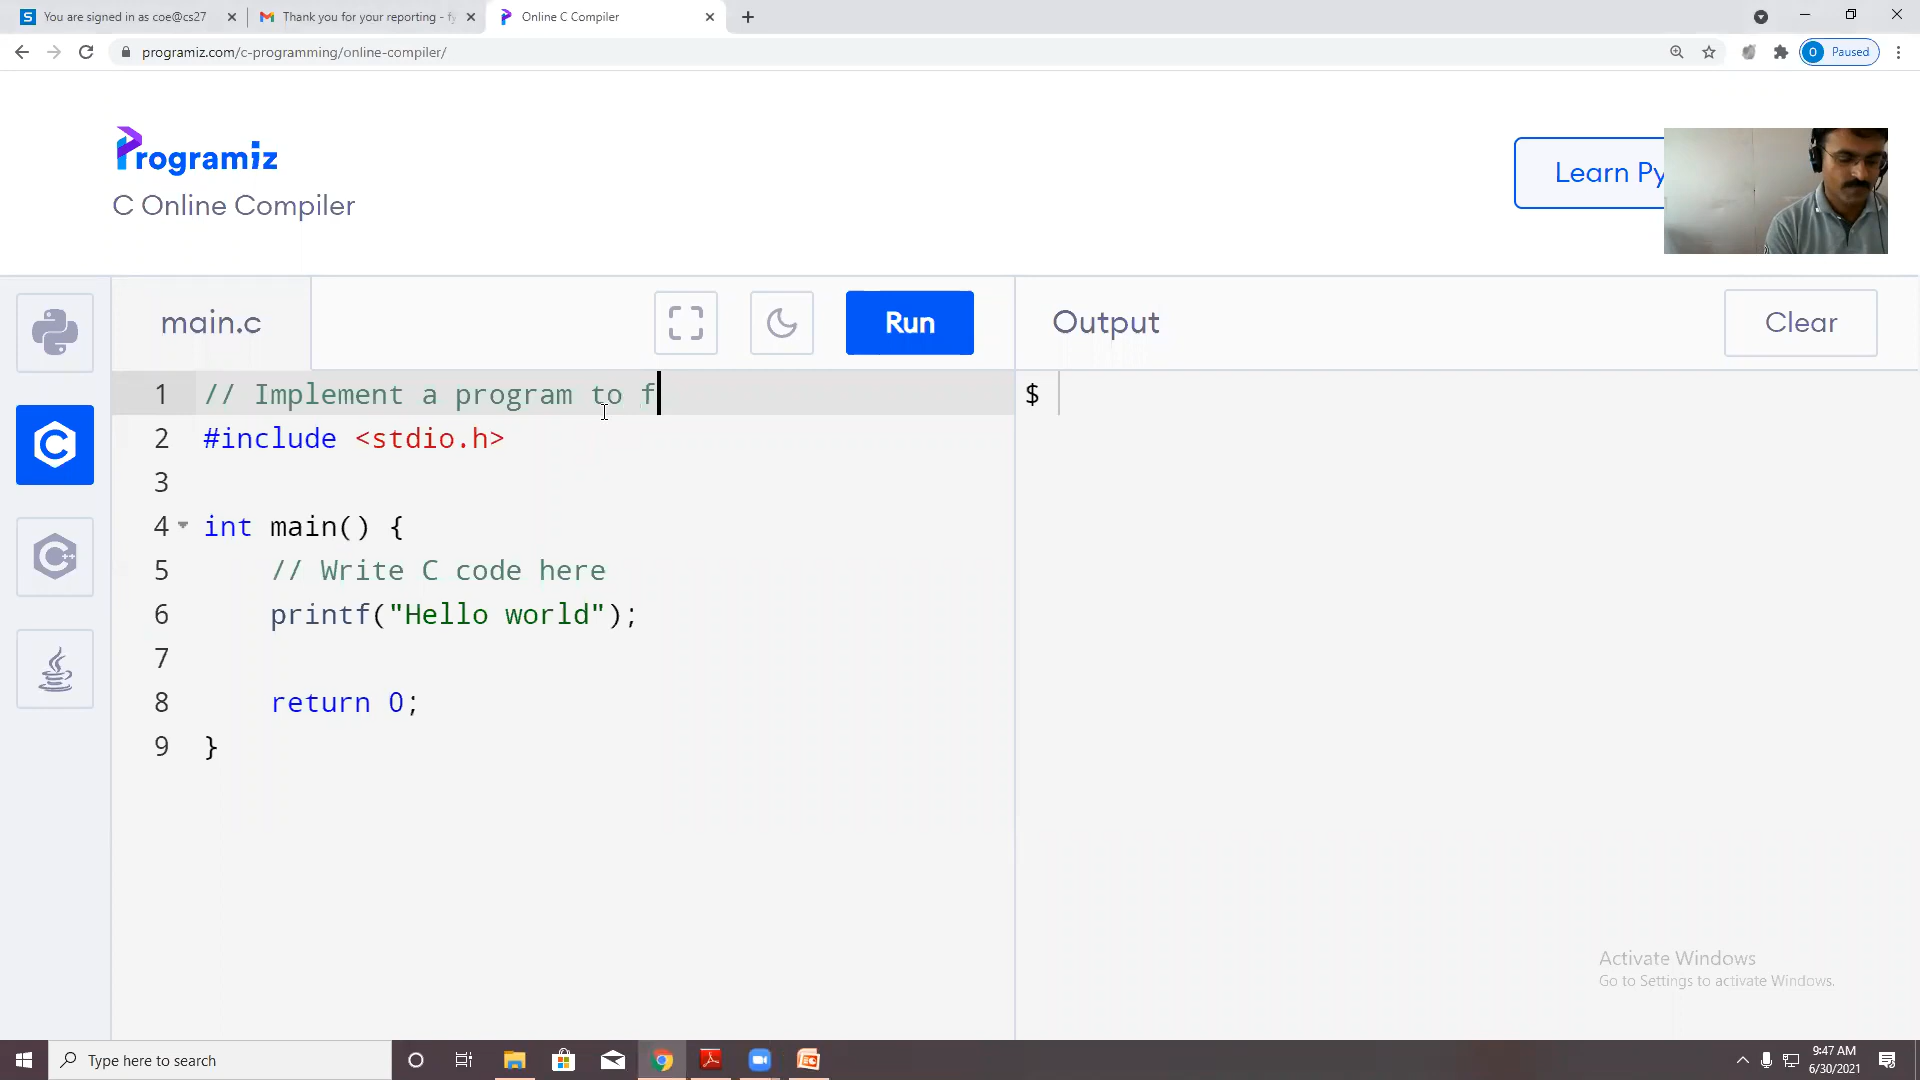 You are signed in as coe@cs27
Thank you for your reporting - fy
Online C Compiler
programiz.com/c-programming/online-compiler/
O Paused
Programiz
Learn Py
C Online Compiler
main.c
Run
Output
Clear
1 // Implement a program to f
$
2 #include <stdio.h>
3
4 int main() {
5 // Write C code here
6 printf("Hello world");
7
8 return 0;
9 }
Activate Windows
Go to Settings to activate Windows.
Type here to search
9:47 AM
6/30/2021